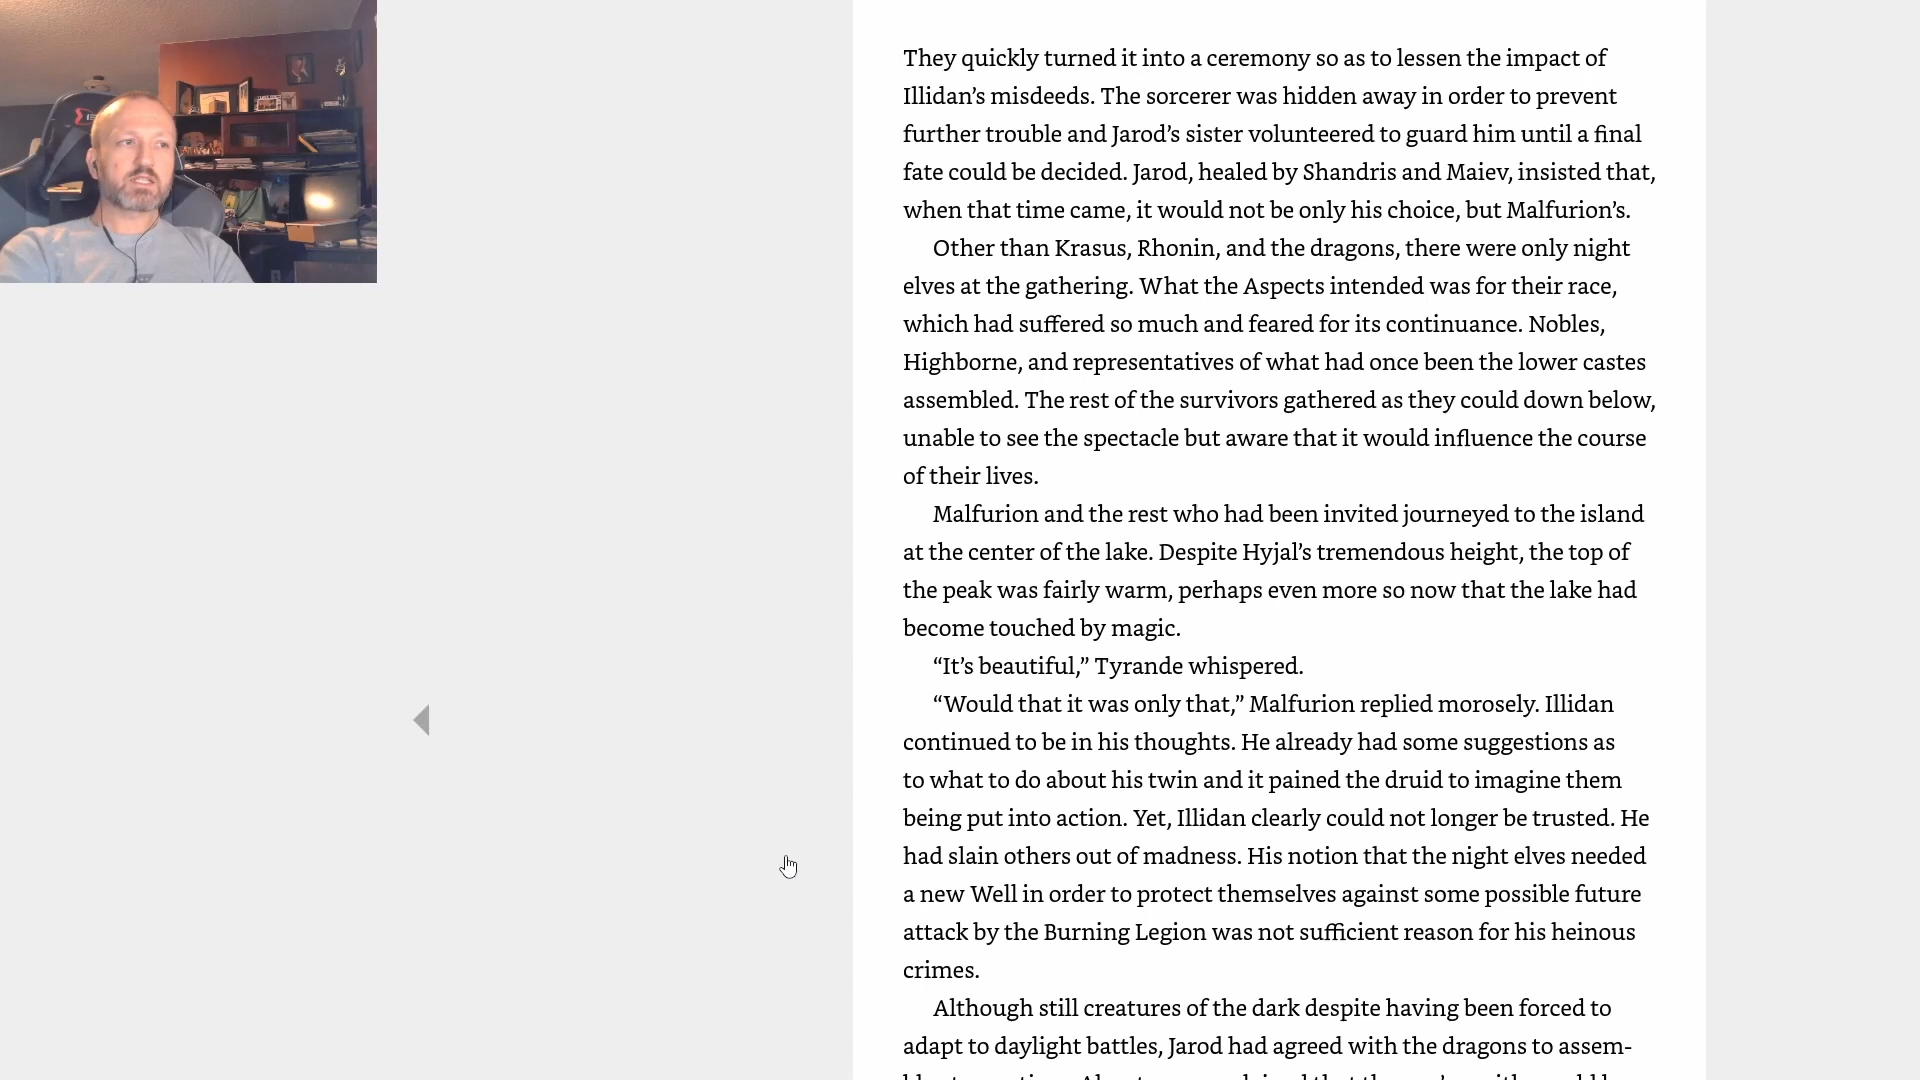 They quickly turned it into a ceremony so as to lessen the impact of
Illidan’s misdeeds. The sorcerer was hidden away in order to prevent
further trouble and Jarod’s sister volunteered to guard him until a final
fate could be decided. Jarod, healed by Shandris and Maiev, insisted that,
when that time came, it would not be only his choice, but Malfurion’s.
Other than Krasus, Rhonin, and the dragons, there were only night
elves at the gathering. What the Aspects intended was for their race,
which had suffered so much and feared for its continuance. Nobles,
Highborne, and representatives of what had once been the lower castes
assembled. The rest of the survivors gathered as they could down below,
unable to see the spectacle but aware that it would influence the course
of their lives.
Malfurion and the rest who had been invited journeyed to the island
at the center of the lake. Despite Hyjal’s tremendous height, the top of
the peak was fairly warm, perhaps even more so now that the lake had
become touched by magic.
“It’s beautiful,” Tyrande whispered.
“Would that it was only that,” Malfurion replied morosely. Illidan
continued to be in his thoughts. He already had some suggestions as
to what to do about his twin and it pained the druid to imagine them
being put into action. Yet, Illidan clearly could not longer be trusted. He
had slain others out of madness. His notion that the night elves needed
a new Well in order to protect themselves against some possible future
attack by the Burning Legion was not sufficient reason for his heinous
crimes.
Although still creatures of the dark despite having been forced to
adapt to daylight battles, Jarod had agreed with the dragons to assem-